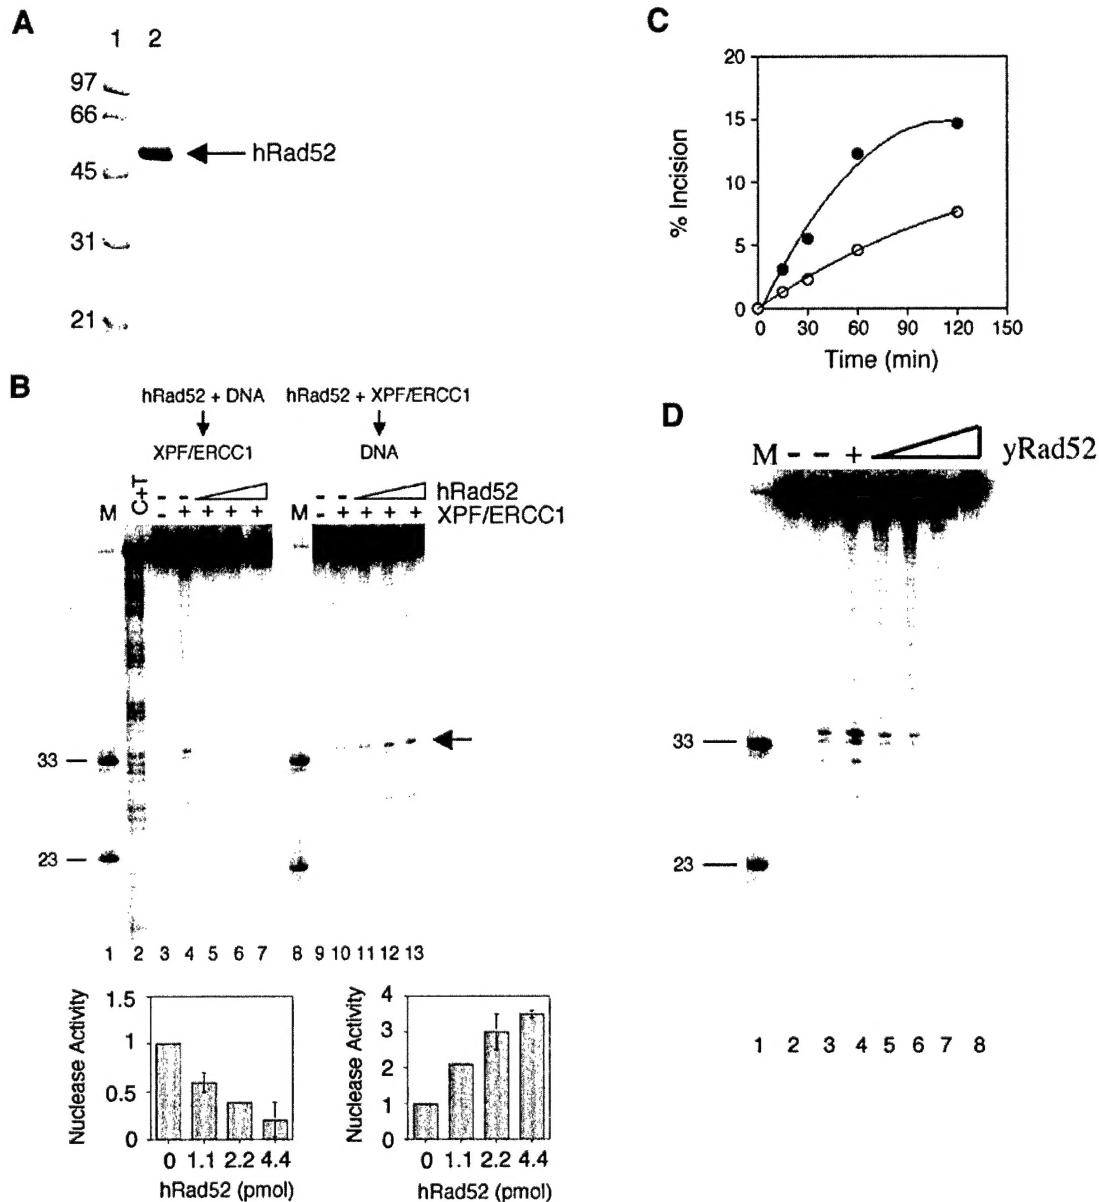 A
1 2
97
66
45
31
21
hRad52
B
hRad52 + DNA
XPF/ERCC1
hRad52 + XPF/ERCC1
DNA
M
C+T
- - 
- + + + +
M
- -
- + + + +
hRad52
XPF/ERCC1
33
23
1 2 3 4 5 6 7 8 9 10 11 12 13
Nuclease Activity
1.5
1
0.5
0
0 1.1 2.2 4.4
hRad52 (pmol)
Nuclease Activity
4
3
2
1
0
0 1.1 2.2 4.4
hRad52 (pmol)
C
% Incision
20
15
10
5
0
0 30 60 90 120 150
Time (min)
D
M - - + yRad52
33
23
1 2 3 4 5 6 7 8